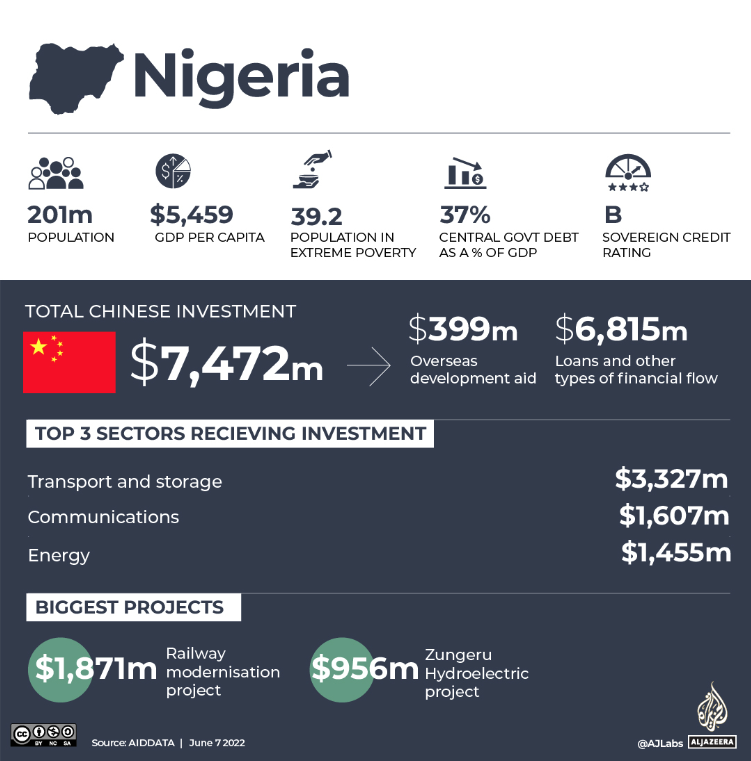 Nigeria
201m
POPULATION
$5,459
GDP PER CAPITA
39.2
POPULATION IN
EXTREME POVERTY
37%
CENTRAL GOVT DEBT
AS A % OF GDP
B
SOVEREIGN CREDIT
RATING
TOTAL CHINESE INVESTMENT
$7,472m
$399m
Overseas
development aid
$6,815m
Loans and other
types of financial flow
TOP 3 SECTORS RECIEVING INVESTMENT
Transport and storage
$3,327m
Communications
$1,607m
Energy
$1,455m
BIGGEST PROJECTS
$1,871m
Railway
modernisation
project
$956m
Zungeru
Hydroelectric
project
cc
BY NC SA
Source: AIDDATA | June 7 2022
@AJLabs
ALJAZEERA